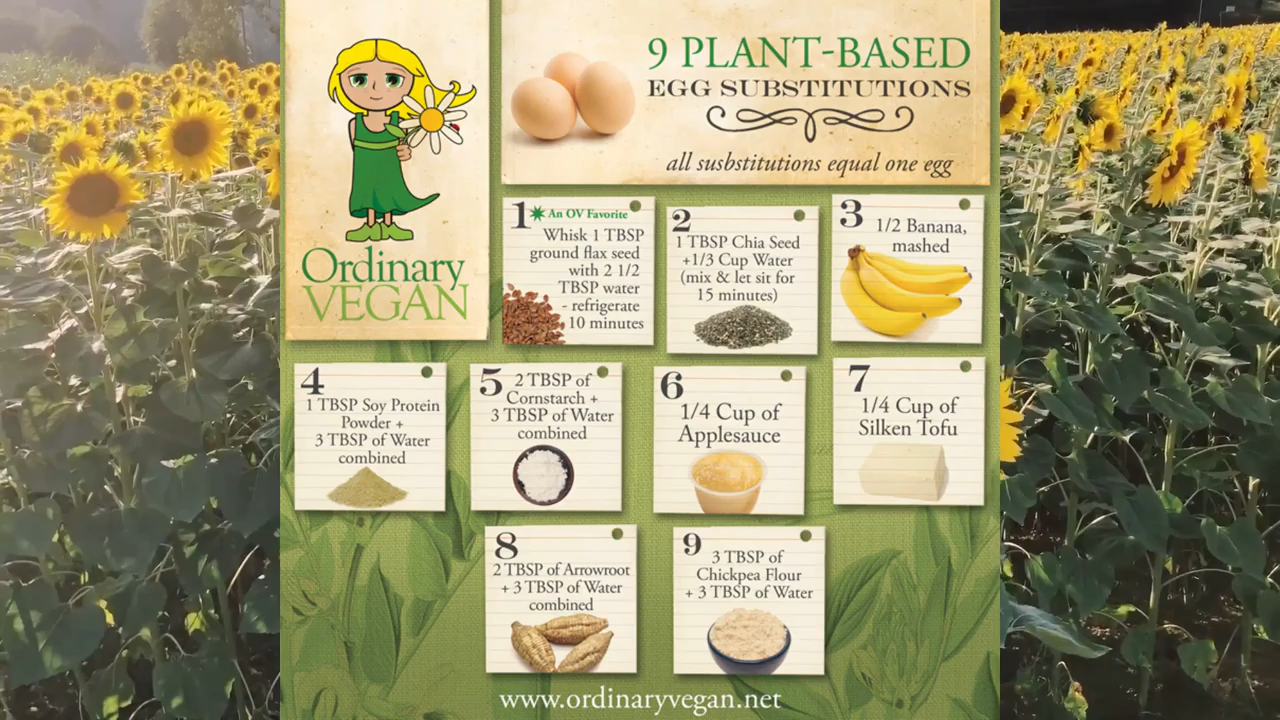 Ordinary
VEGAN
9 PLANT-BASED
EGG SUBSTITUTIONS
all susbstitutions equal one egg
1 An OV Favorite
Whisk 1 TBSP
ground flax seed
with 2 1/2
TBSP water
- refrigerate
10 minutes
2
1 TBSP Chia Seed
+1/3 Cup Water
(mix & let sit for
15 minutes)
3
1/2 Banana,
mashed
4
1 TBSP Soy Protein
Powder +
3 TBSP of Water
combined
5
2 TBSP of
Cornstarch +
3 TBSP of Water
combined
6
1/4 Cup of
Applesauce
7
1/4 Cup of
Silken Tofu
8
2 TBSP of Arrowroot
+ 3 TBSP of Water
combined
9
3 TBSP of
Chickpea Flour
+ 3 TBSP of Water
www.ordinaryvegan.net